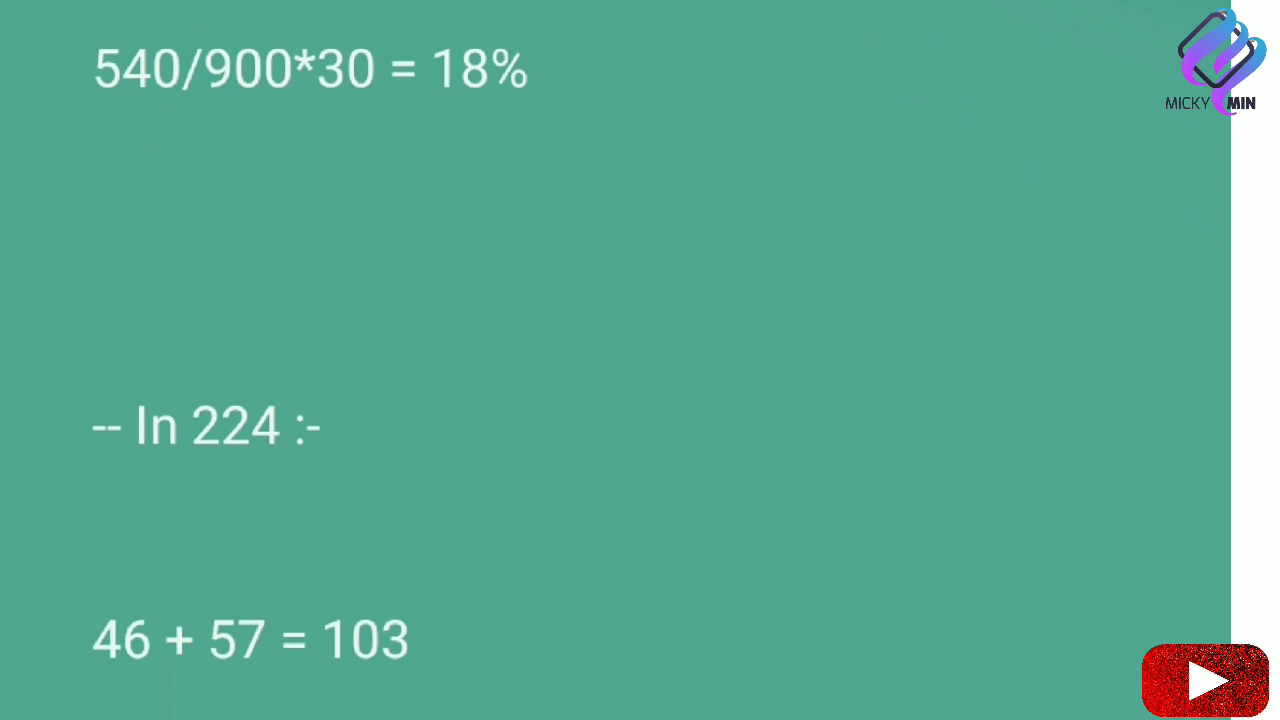 540/900*30 = 18%
MICKY MIN
-- In 224 :-
46 + 57 = 103